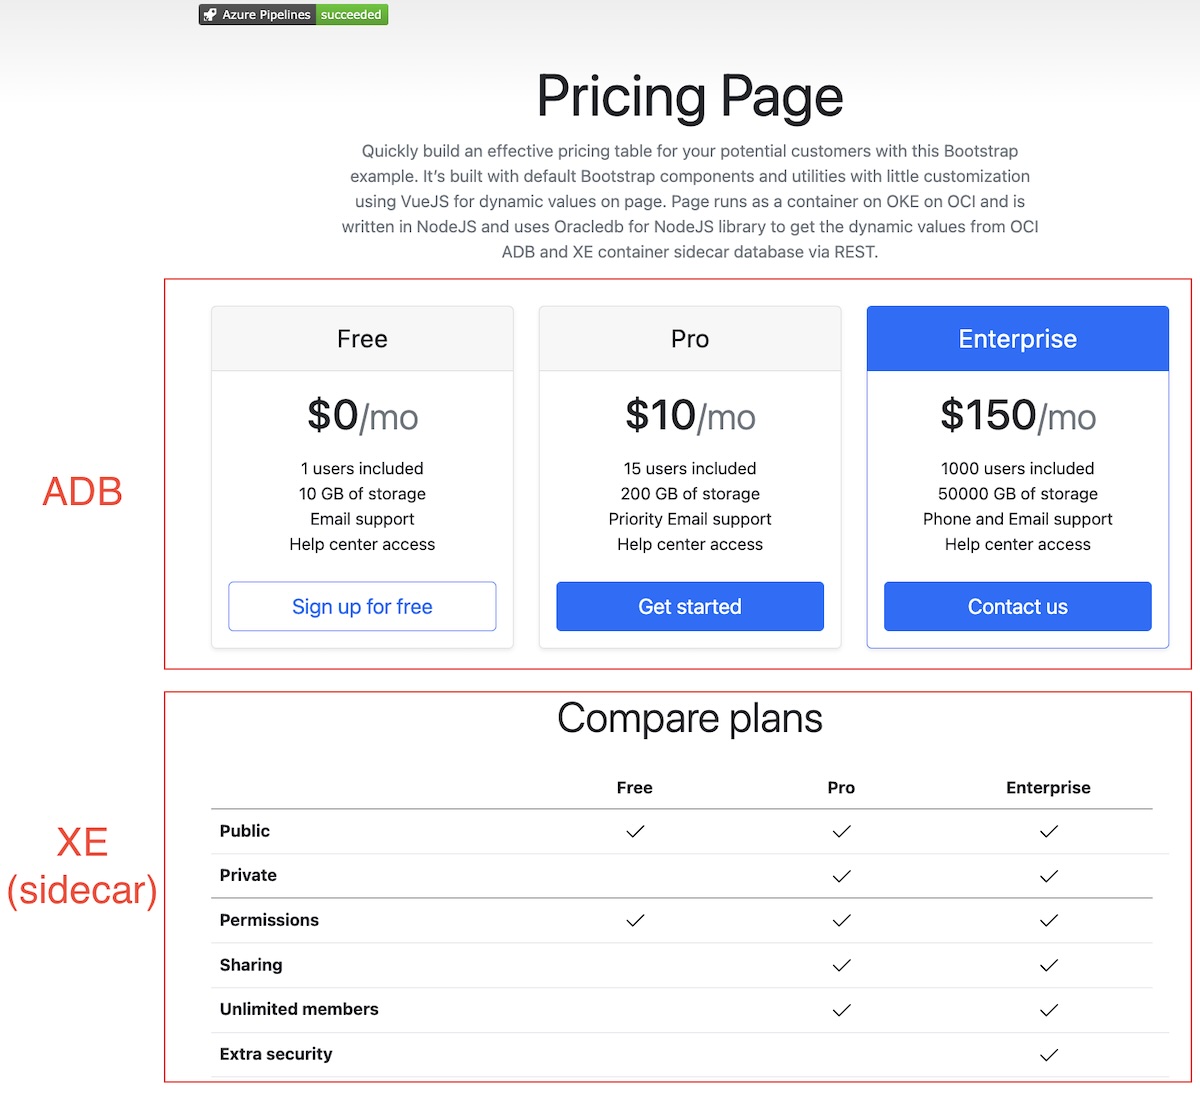 Azure Pipelines succeeded
Pricing Page
Quickly build an effective pricing table for your potential customers with this Bootstrap
example. It's built with default Bootstrap components and utilities with little customization
using VueJS for dynamic values on page. Page runs as a container on OKE on OCI and is
written in NodeJS and uses Oracledb for NodeJS library to get the dynamic values from OCI
ADB and XE container sidecar database via REST.
ADB
Free
$0/mo
1 users included
10 GB of storage
Email support
Help center access
Sign up for free
Pro
$10/mo
15 users included
200 GB of storage
Priority Email support
Help center access
Get started
Enterprise
$150/mo
1000 users included
50000 GB of storage
Phone and Email support
Help center access
Contact us
XE
(sidecar)
Compare plans
Free Pro Enterprise
Public
Private
Permissions
Sharing
Unlimited members
Extra security